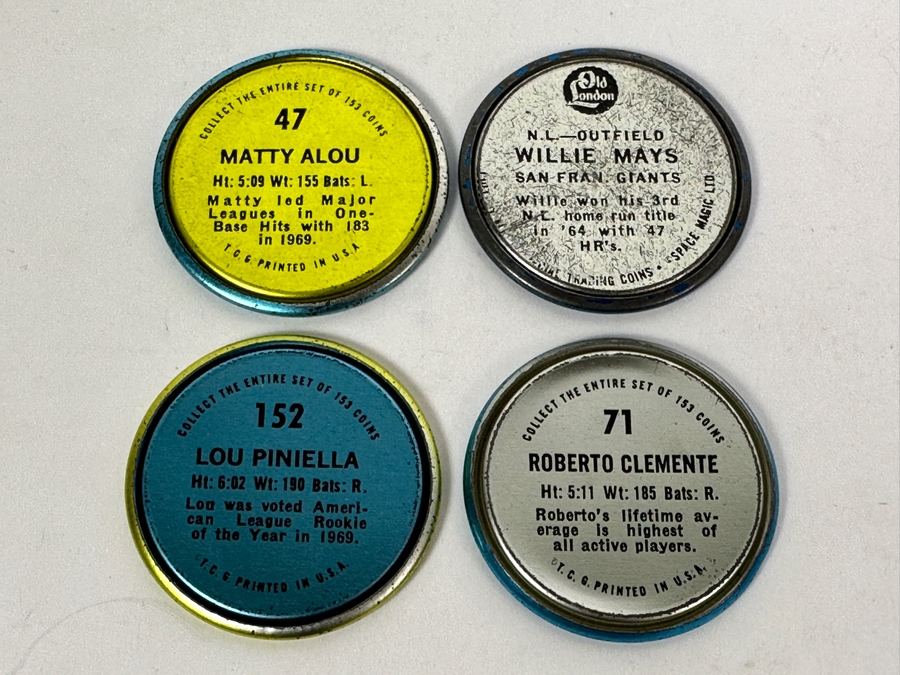 COLLECT THE ENTIRE SET OF 153 COINS
47
MATTY ALOU
Ht: 5:09 Wt: 155 Bats: L.
Matty led Major
Leagues in One-
Base Hits with 183
in 1969.
T.C.G. PRINTED IN U.S.A.
Old
London
N.L.—OUTFIELD
WILLIE MAYS
SAN FRAN. GIANTS
Willie won his 3rd
N.L. home run title
in '64 with 47
HR's.
TRADING COINS • SPACE MAGIC LTD.
COLLECT THE ENTIRE SET OF 153 COINS
152
LOU PINIELLA
Ht: 6:02 Wt: 190 Bats: R.
Lou was voted Ameri-
can League Rookie
of the Year in 1969.
T.C.G. PRINTED IN U.S.A.
COLLECT THE ENTIRE SET OF 153 COINS
71
ROBERTO CLEMENTE
Ht: 5:11 Wt: 185 Bats: R.
Roberto's lifetime av-
erage is highest of
all active players.
T.C.G. PRINTED IN U.S.A.